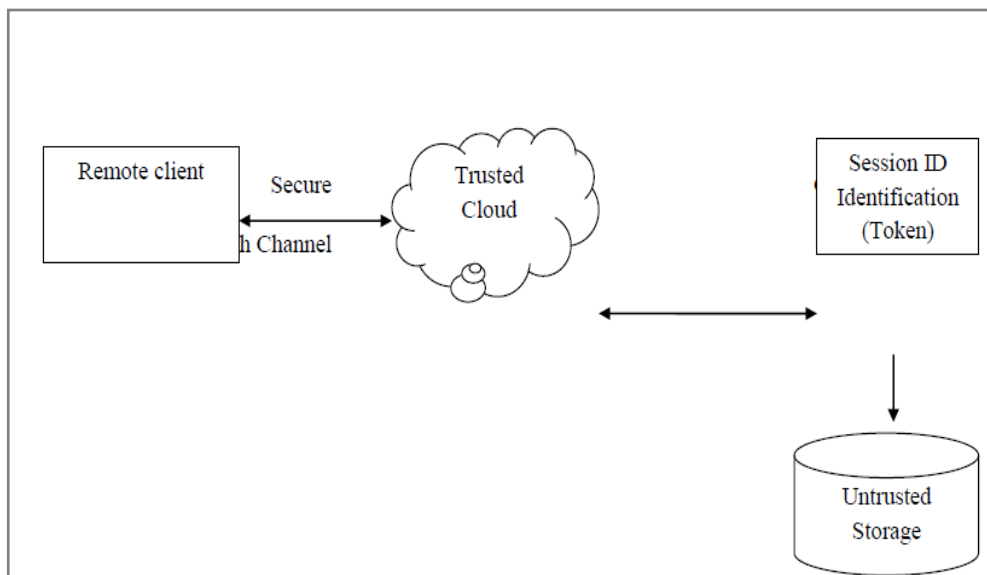 Remote client
Secure
h Channel
Trusted
Cloud
Session ID
Identification
(Token)
Untrusted
Storage